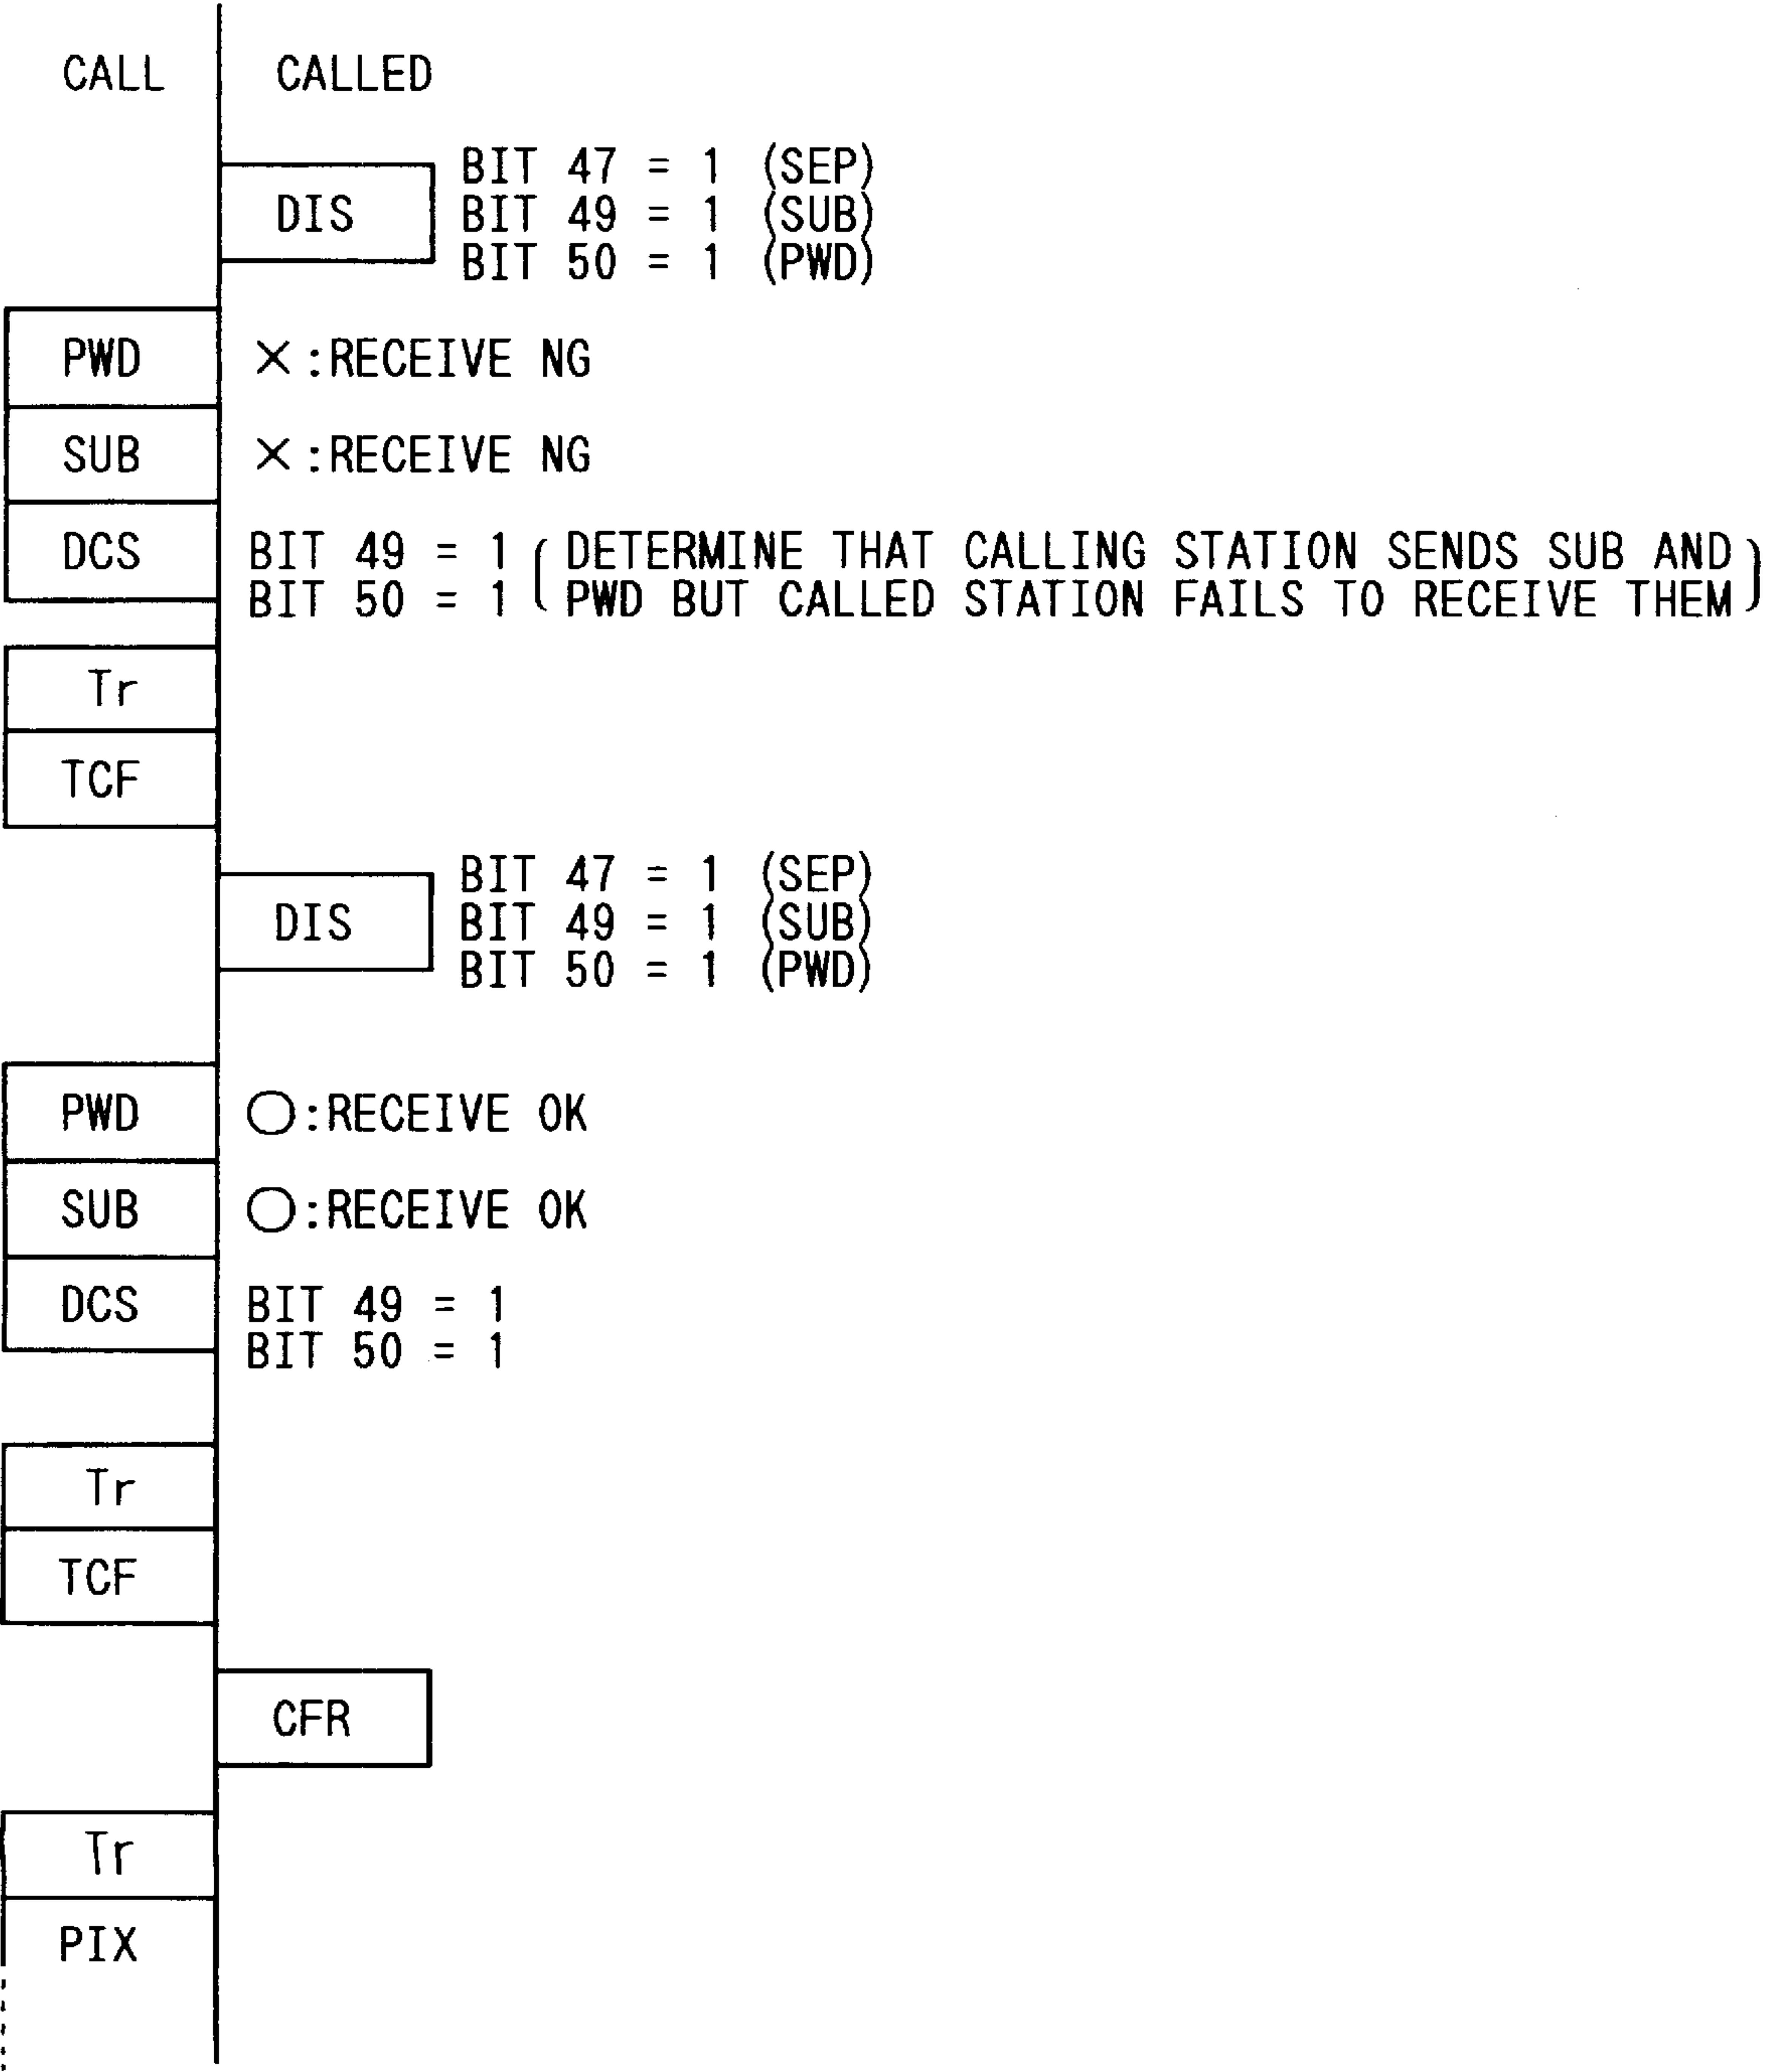 CALL CALLED
BIT 47 = 1 (SEP)
DIS BIT 49 = 1 (SUB)
BIT 50 = 1 (PWD)
PWD ×:RECEIVE NG
SUB ×:RECEIVE NG
DCS BIT 49 = 1 (DETERMINE THAT CALLING STATION SENDS SUB AND
BIT 50 = 1 PWD BUT CALLED STATION FAILS TO RECEIVE THEM)
Tr
TCF
BIT 47 = 1 (SEP)
DIS BIT 49 = 1 (SUB)
BIT 50 = 1 (PWD)
PWD ○:RECEIVE OK
SUB ○:RECEIVE OK
DCS BIT 49 = 1
BIT 50 = 1
Tr
TCF
CFR
Tr
PIX